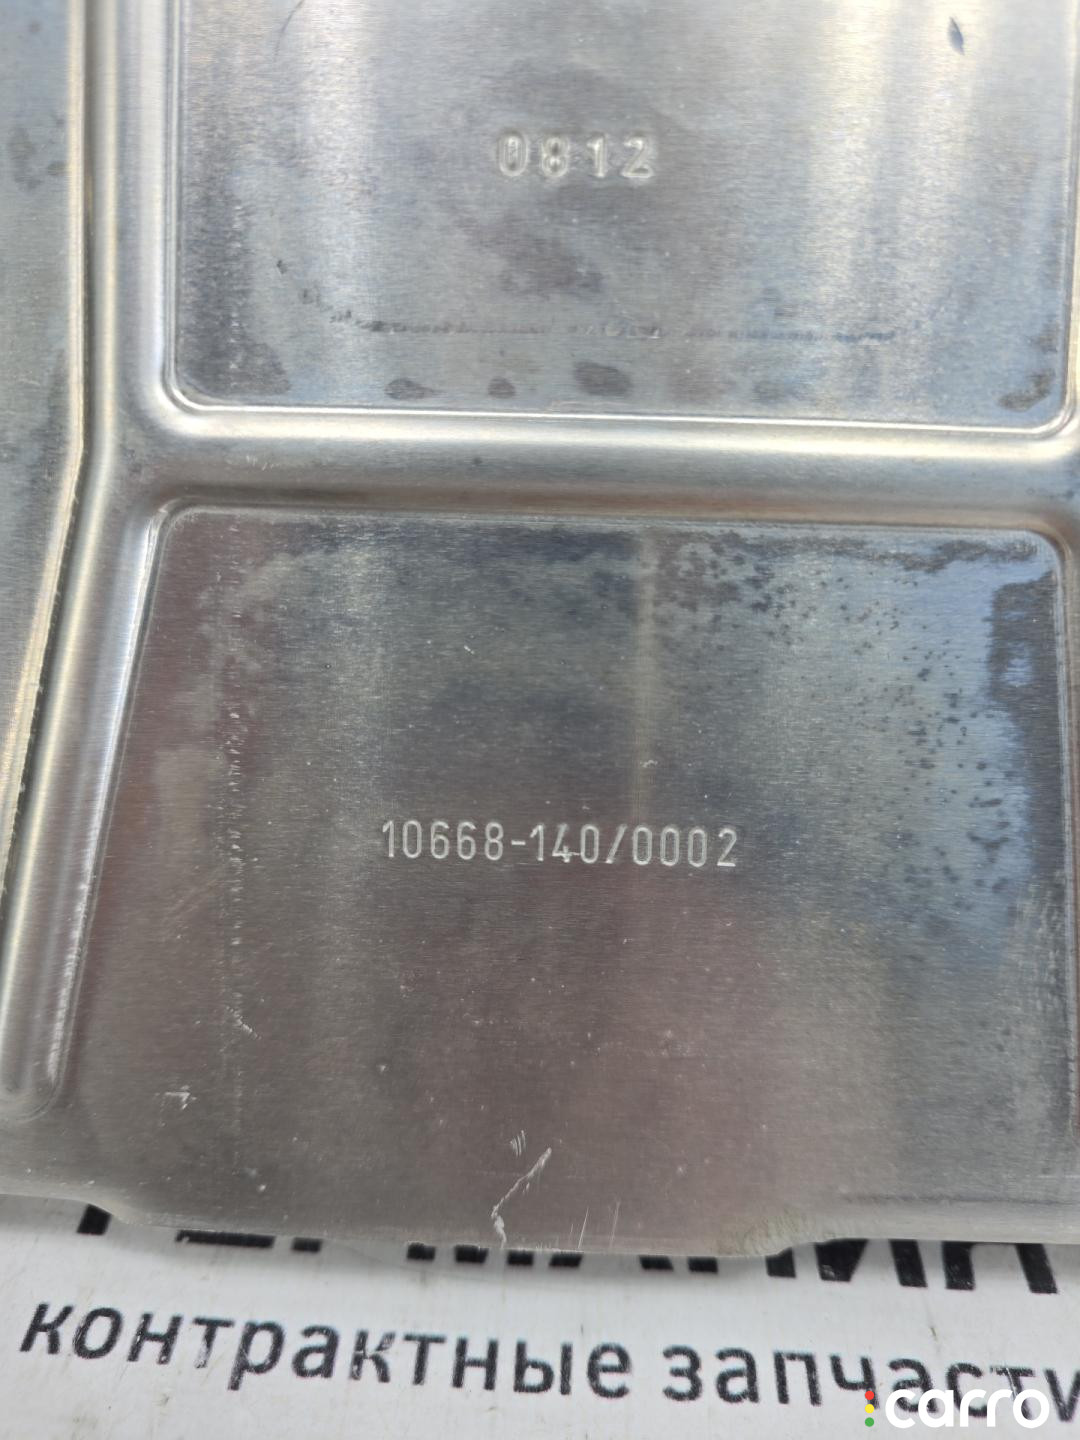 0812
10668-140/0002
контрактные запчасти
carro